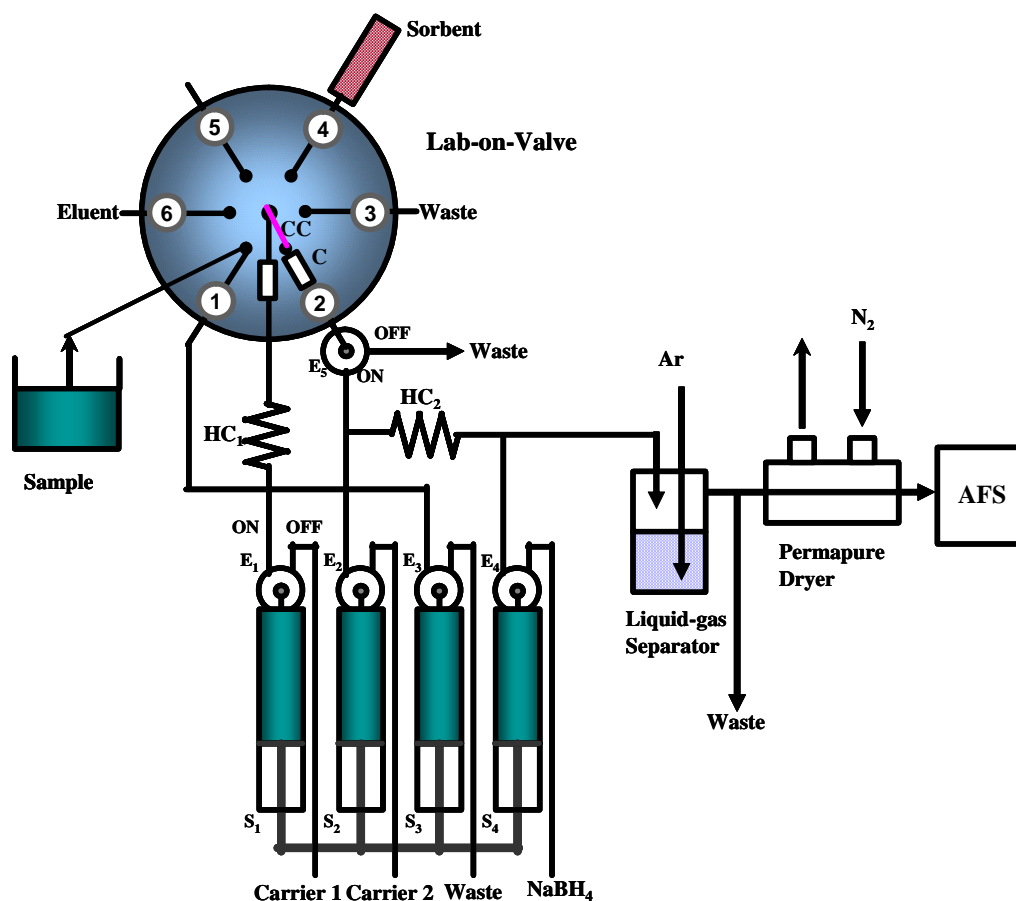 Sorbent
5
4
Lab-on-Valve
Eluent
6
3
Waste
CC
C
1
2
OFF
E5
ON
Waste
N2
Ar
HC2
HC1
Sample
AFS
ON
OFF
E1
E2
E3
E4
Permapure
Dryer
Liquid-gas
Separator
Waste
S1
S2
S3
S4
Carrier 1
Carrier 2
Waste
NaBH4